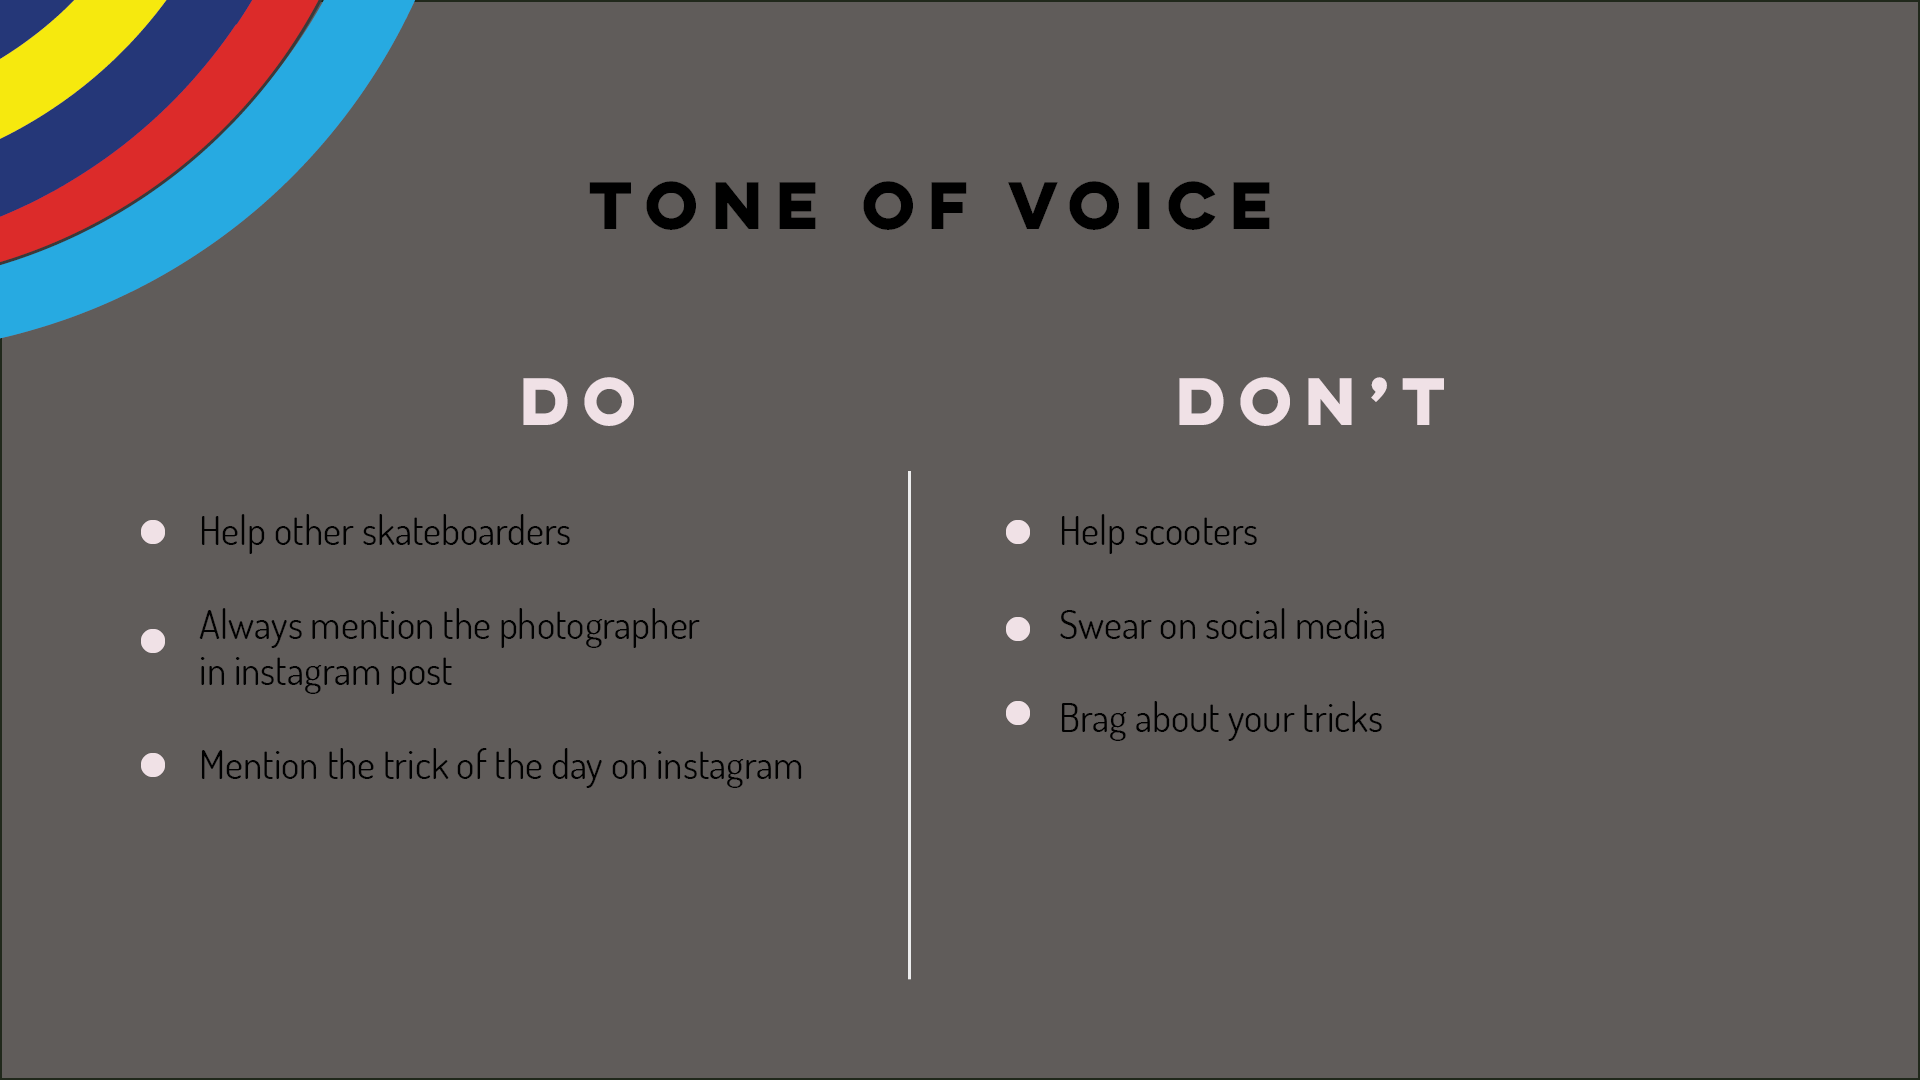 TONE OF VOICE
DO
Help other skateboarders
Always mention the photographer
in instagram post
Mention the trick of the day on instagram
DON’T
Help scooters
Swear on social media
Brag about your tricks